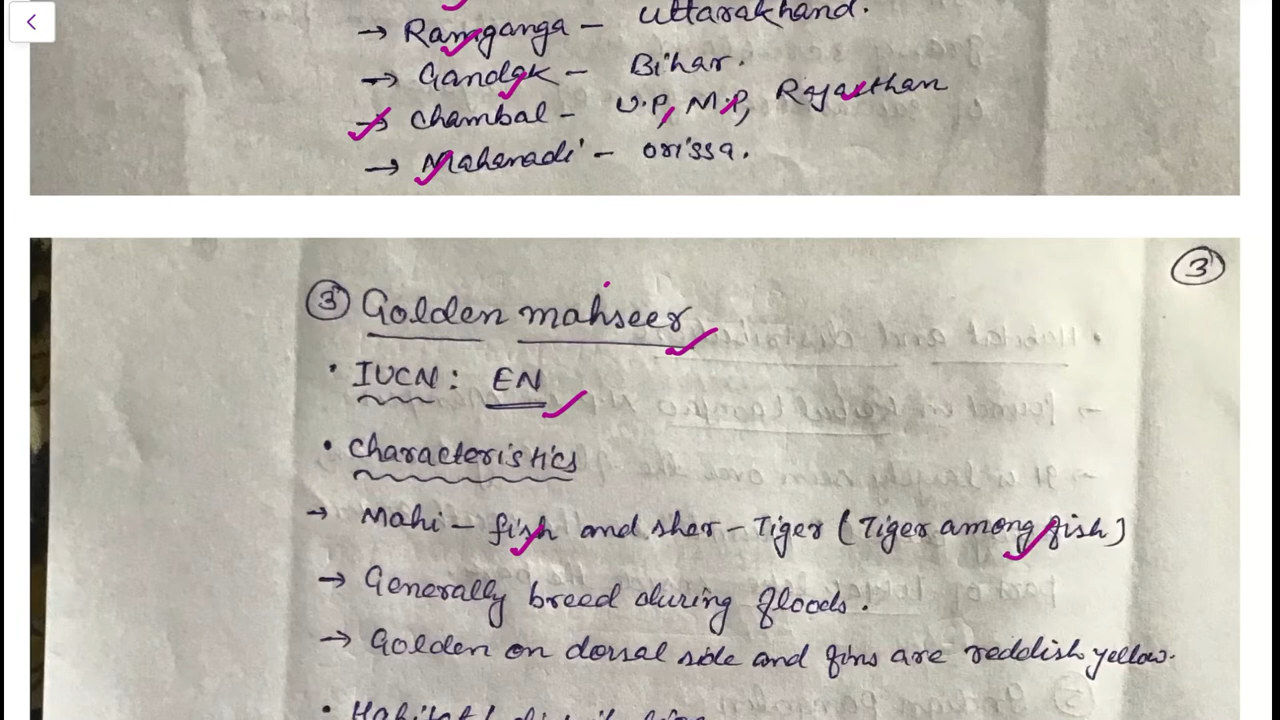 → Ramganga – Uttarakhand.
→ Gandak – Bihar.
→ Chambal – U.P, M.P, Rajasthan
→ Mahanadi – Orissa.
3
③ Golden mahseer
• IUCN : EN
• Characteristics
→ Mahi – fish and sher – Tiger (Tiger among fish)
→ Generally breed during floods.
→ Golden on dorsal side and fins are reddish yellow.